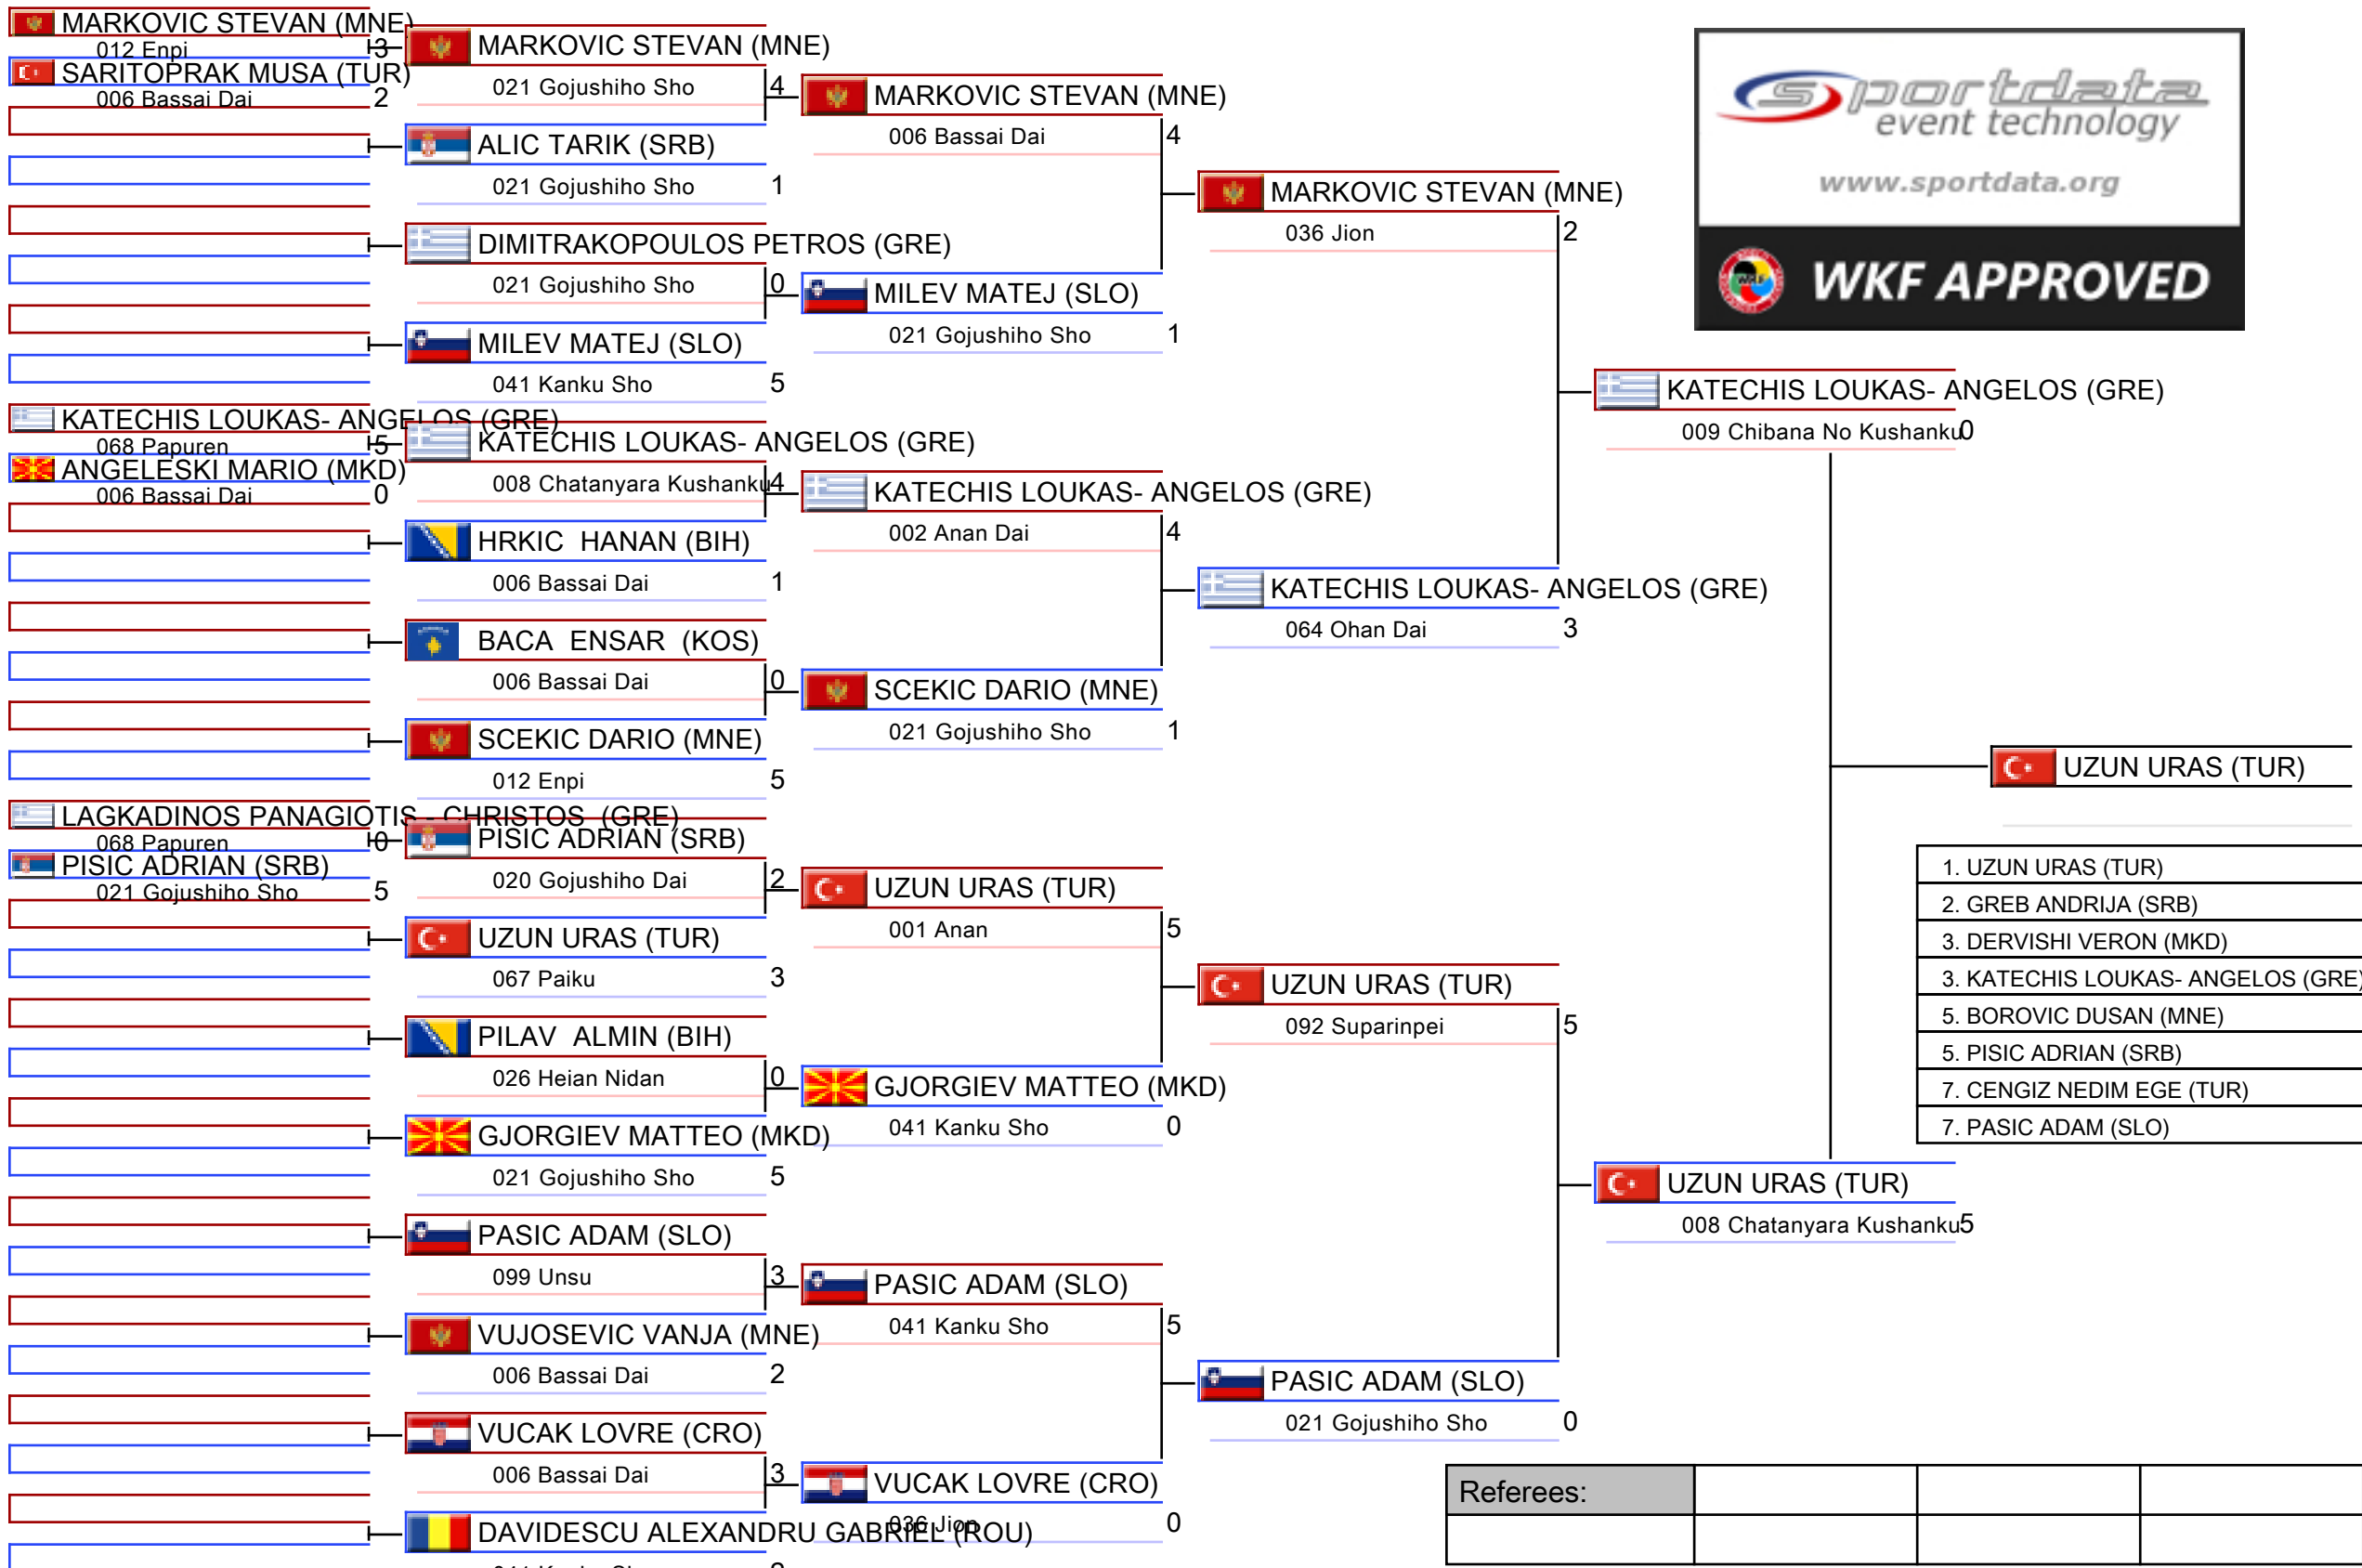 MARKOVIC STEVAN (MNE)
012 Enpi 3
SARITOPRAK MUSA (TUR)
006 Bassai Dai 2
KATECHIS LOUKAS- ANGELOS (GRE)
068 Papuren 5
ANGELESKI MARIO (MKD)
006 Bassai Dai 0
LAGKADINOS PANAGIOTIS - CHRISTOS (GRE)
068 Papuren 0
PISIC ADRIAN (SRB)
021 Gojushiho Sho 5
MARKOVIC STEVAN (MNE)
021 Gojushiho Sho 4
ALIC TARIK (SRB)
021 Gojushiho Sho 1
DIMITRAKOPOULOS PETROS (GRE)
021 Gojushiho Sho 0
MILEV MATEJ (SLO)
041 Kanku Sho 5
KATECHIS LOUKAS- ANGELOS (GRE)
008 Chatanyara Kushanku 4
HRKIC HANAN (BIH)
006 Bassai Dai 1
BACA ENSAR (KOS)
006 Bassai Dai 0
SCEKIC DARIO (MNE)
012 Enpi 5
PISIC ADRIAN (SRB)
020 Gojushiho Dai 2
UZUN URAS (TUR)
067 Paiku 3
PILAV ALMIN (BIH)
026 Heian Nidan 0
GJORGIEV MATTEO (MKD)
021 Gojushiho Sho 5
PASIC ADAM (SLO)
099 Unsu 3
VUJOSEVIC VANJA (MNE)
006 Bassai Dai 2
VUCAK LOVRE (CRO)
006 Bassai Dai 3
DAVIDESCU ALEXANDRU GABRIEL (ROU)
MARKOVIC STEVAN (MNE)
006 Bassai Dai 4
MILEV MATEJ (SLO)
021 Gojushiho Sho 1
KATECHIS LOUKAS- ANGELOS (GRE)
002 Anan Dai 4
SCEKIC DARIO (MNE)
021 Gojushiho Sho 1
UZUN URAS (TUR)
001 Anan 5
GJORGIEV MATTEO (MKD)
041 Kanku Sho 0
PASIC ADAM (SLO)
041 Kanku Sho 5
VUCAK LOVRE (CRO)
036 Jion 0
MARKOVIC STEVAN (MNE)
036 Jion 2
KATECHIS LOUKAS- ANGELOS (GRE)
064 Ohan Dai 3
UZUN URAS (TUR)
092 Suparinpei 5
PASIC ADAM (SLO)
021 Gojushiho Sho 0
KATECHIS LOUKAS- ANGELOS (GRE)
009 Chibana No Kushanku 0
UZUN URAS (TUR)
008 Chatanyara Kushanku 5
UZUN URAS (TUR)
sportdata
event technology
www.sportdata.org
WKF
WKF APPROVED
1. UZUN URAS (TUR)
2. GREB ANDRIJA (SRB)
3. DERVISHI VERON (MKD)
3. KATECHIS LOUKAS- ANGELOS (GRE)
5. BOROVIC DUSAN (MNE)
5. PISIC ADRIAN (SRB)
7. CENGIZ NEDIM EGE (TUR)
7. PASIC ADAM (SLO)
Referees: